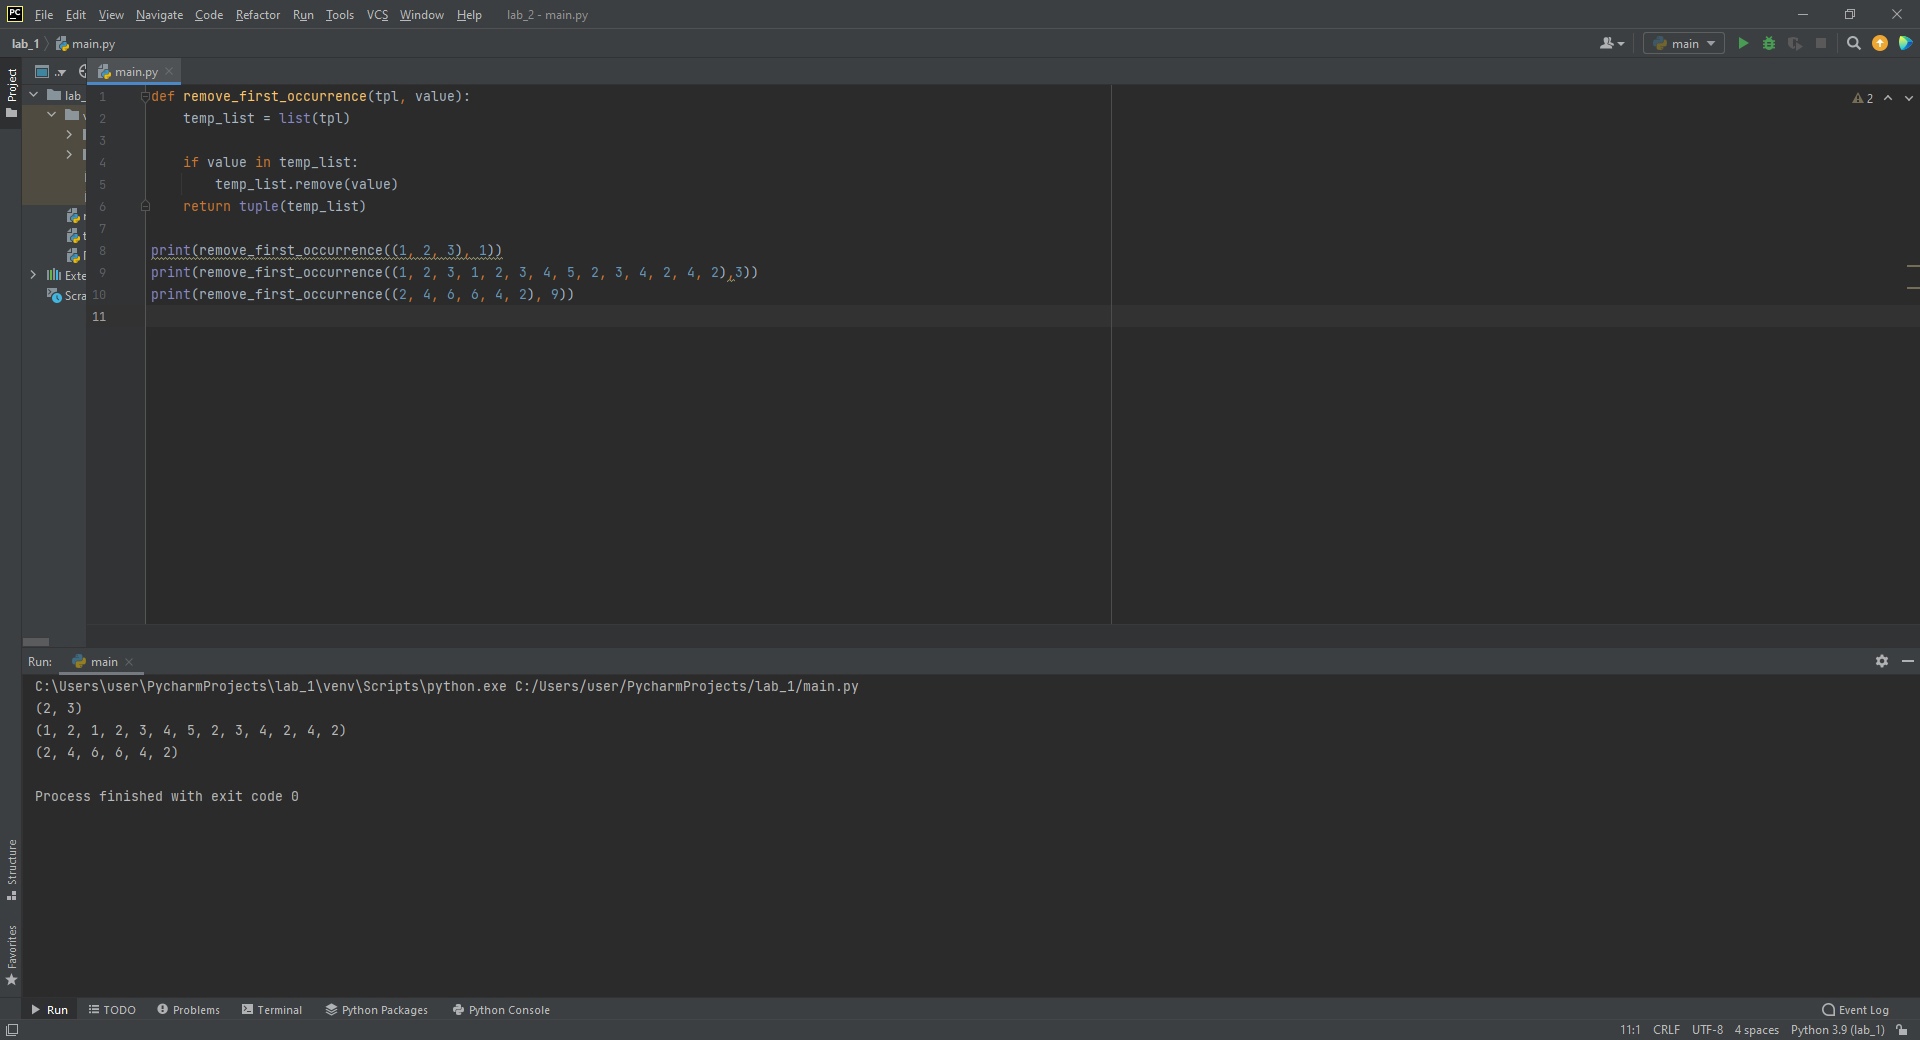 PC File Edit View Navigate Code Refactor Run Tools VCS Window Help lab_2 - main.py
lab_1 main.py main
Project
main.py
2
lab_
Exte
Scra
1 def remove_first_occurrence(tpl, value):
2 temp_list = list(tpl)
3
4 if value in temp_list:
5 temp_list.remove(value)
6 return tuple(temp_list)
7
8 print(remove_first_occurrence((1, 2, 3), 1))
9 print(remove_first_occurrence((1, 2, 3, 1, 2, 3, 4, 5, 2, 3, 4, 2, 4, 2),3))
10 print(remove_first_occurrence((2, 4, 6, 6, 4, 2), 9))
11
Run: main
C:\Users\user\PycharmProjects\lab_1\venv\Scripts\python.exe C:/Users/user/PycharmProjects/lab_1/main.py
(2, 3)
(1, 2, 1, 2, 3, 4, 5, 2, 3, 4, 2, 4, 2)
(2, 4, 6, 6, 4, 2)
Process finished with exit code 0
Structure
Favorites
Run TODO Problems Terminal Python Packages Python Console Event Log
11:1 CRLF UTF-8 4 spaces Python 3.9 (lab_1)